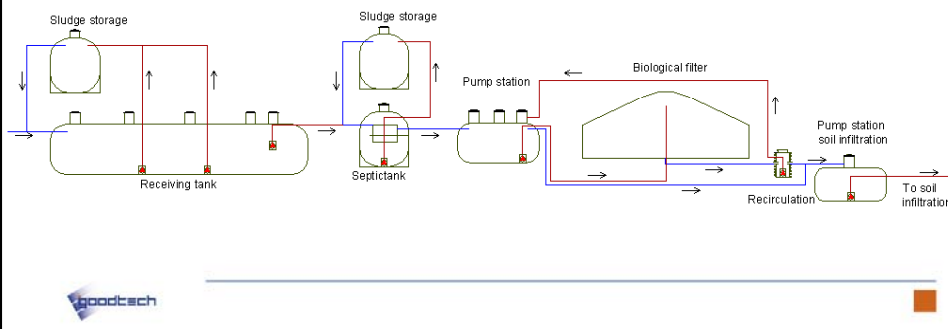 Sludge storage
Sludge storage
Biological filter
Pump station
Pump station
soil infiltration
Septictank
Receiving tank
Recirculation
To soil
infiltration
goodtech